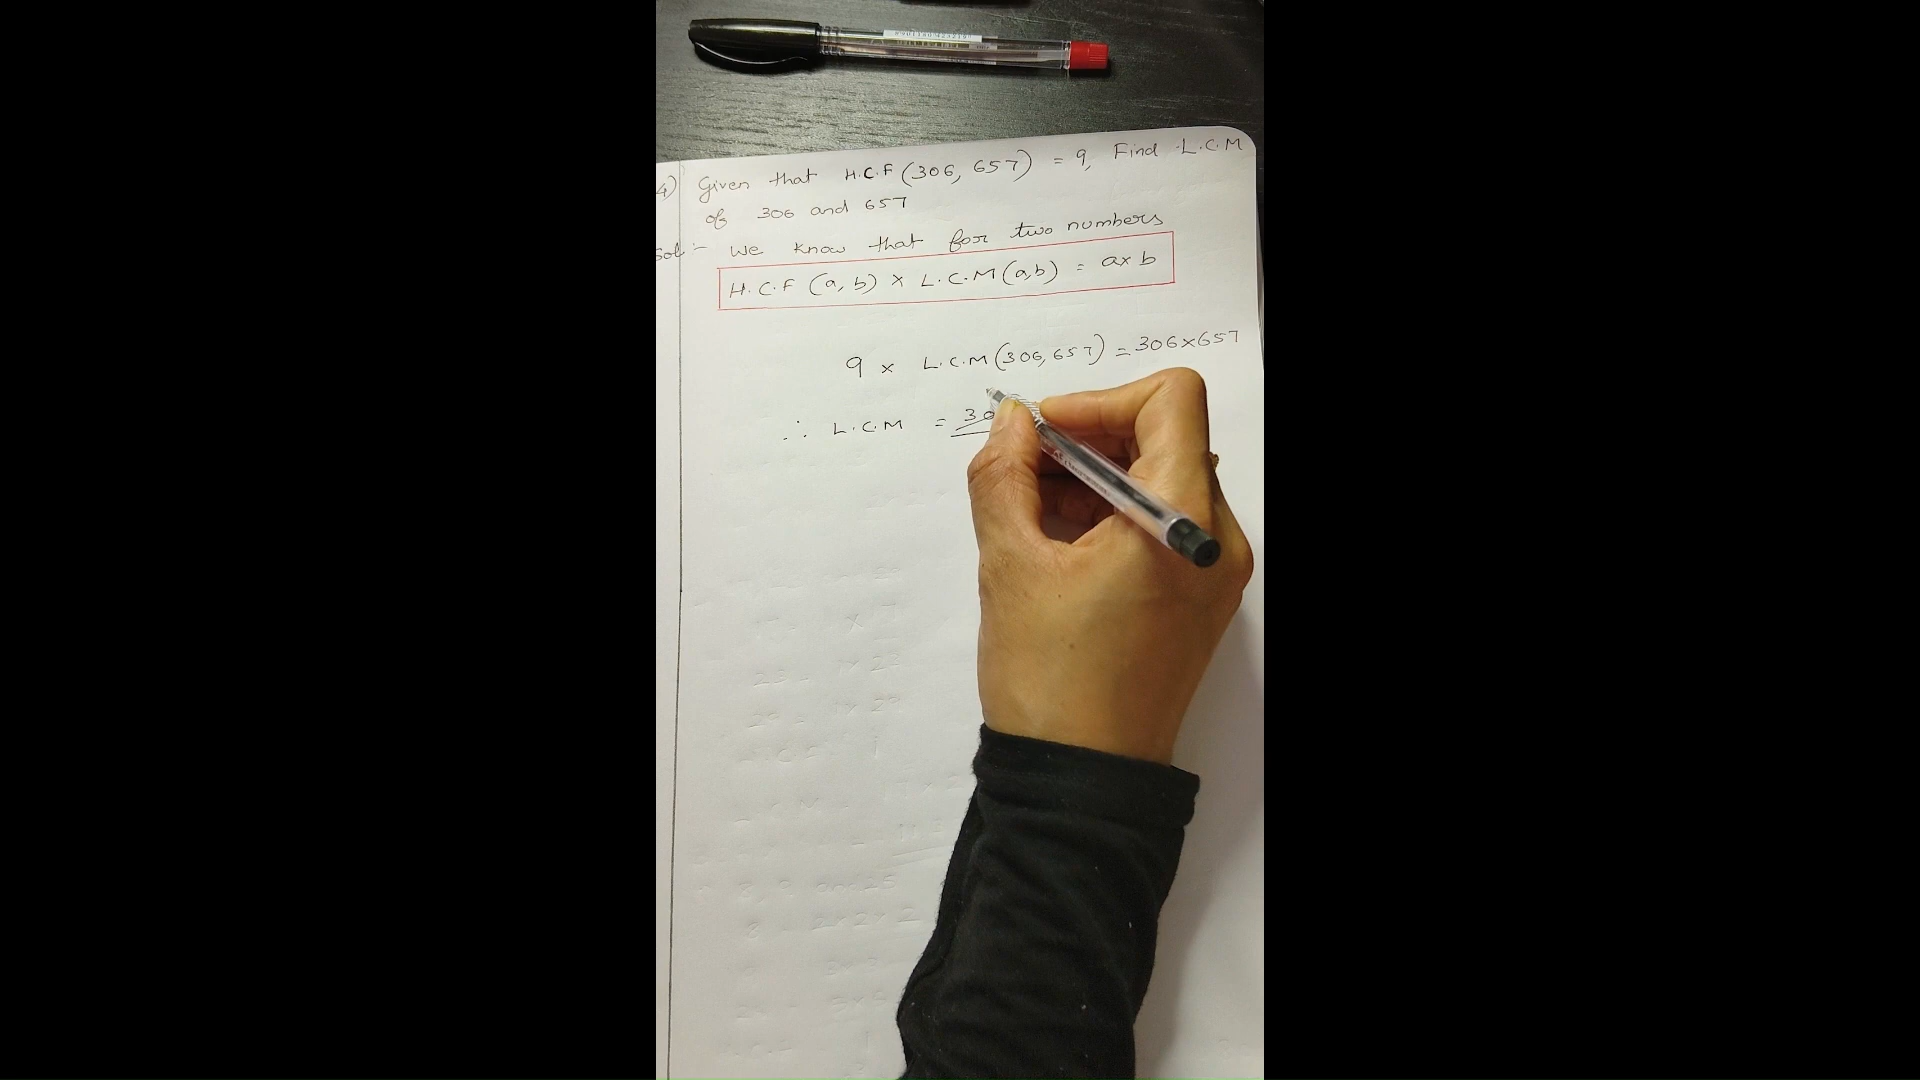 8901180423219
4) Given that H.C.F (306, 657) = 9, Find L.C.M
of 306 and 657
Sol:- We know that for two numbers
H.C.F (a, b) × L.C.M (a,b) = a×b
9 × L.C.M (306, 657) = 306×657
∴ L.C.M = 30